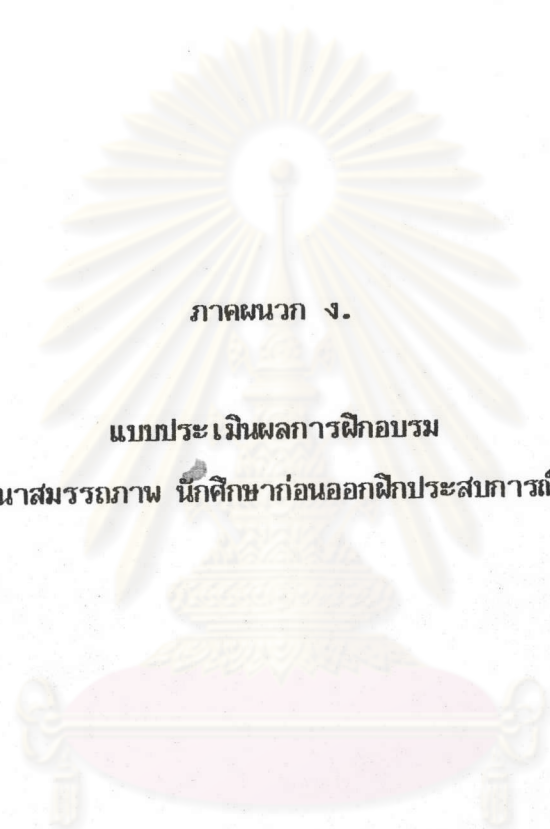 ภาคผนวก ง.
แบบประเมินผลการฝึกอบรม
สมรรถภาพ นักศึกษาก่อนออกฝึกประสบการณ์